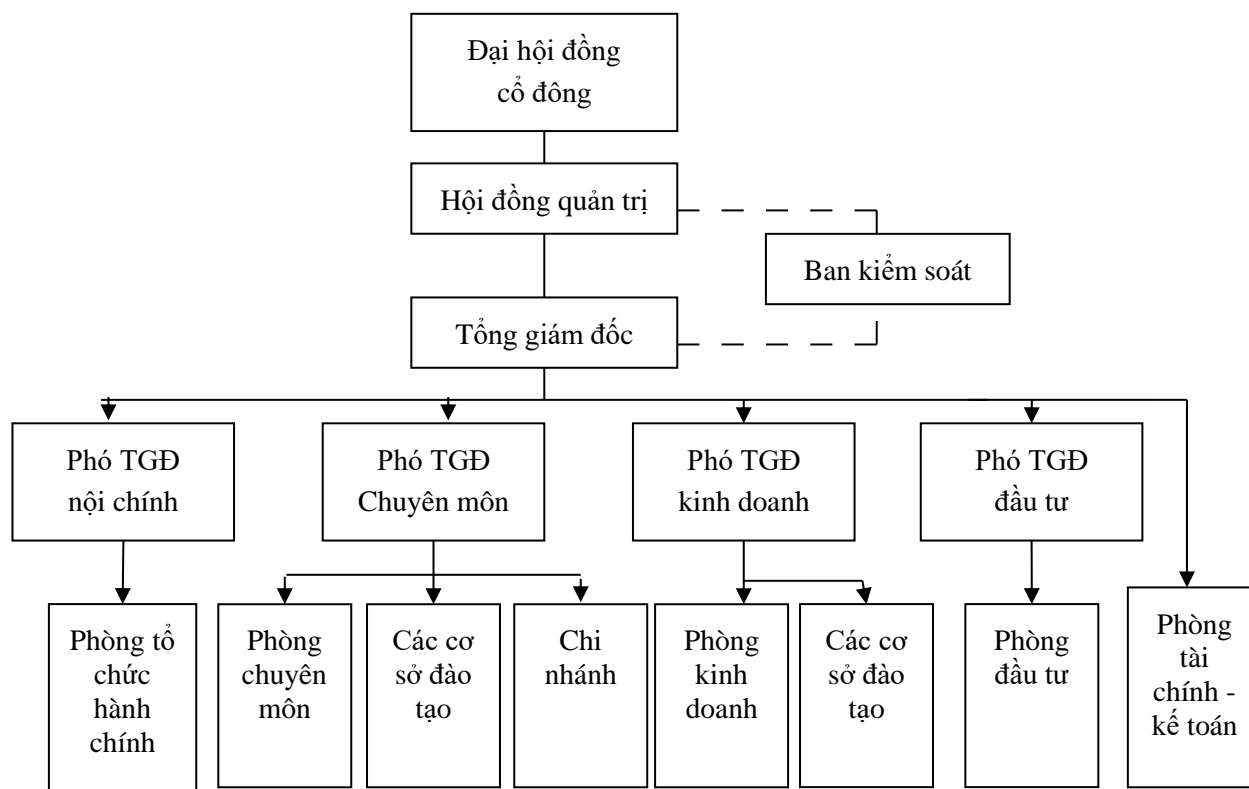 Đại hội đồng
cổ đông
Hội đồng quản trị
Ban kiểm soát
Tổng giám đốc
Phó TGĐ
nội chính
Phó TGĐ
Chuyên môn
Phó TGĐ
kinh doanh
Phó TGĐ
đầu tư
Phòng tổ
chức
hành
chính
Phòng
chuyên
môn
Các cơ
sở đào
tạo
Chi
nhánh
Phòng
kinh
doanh
Các cơ
sở đào
tạo
Phòng
đầu tư
Phòng
tài
chính -
kế toán